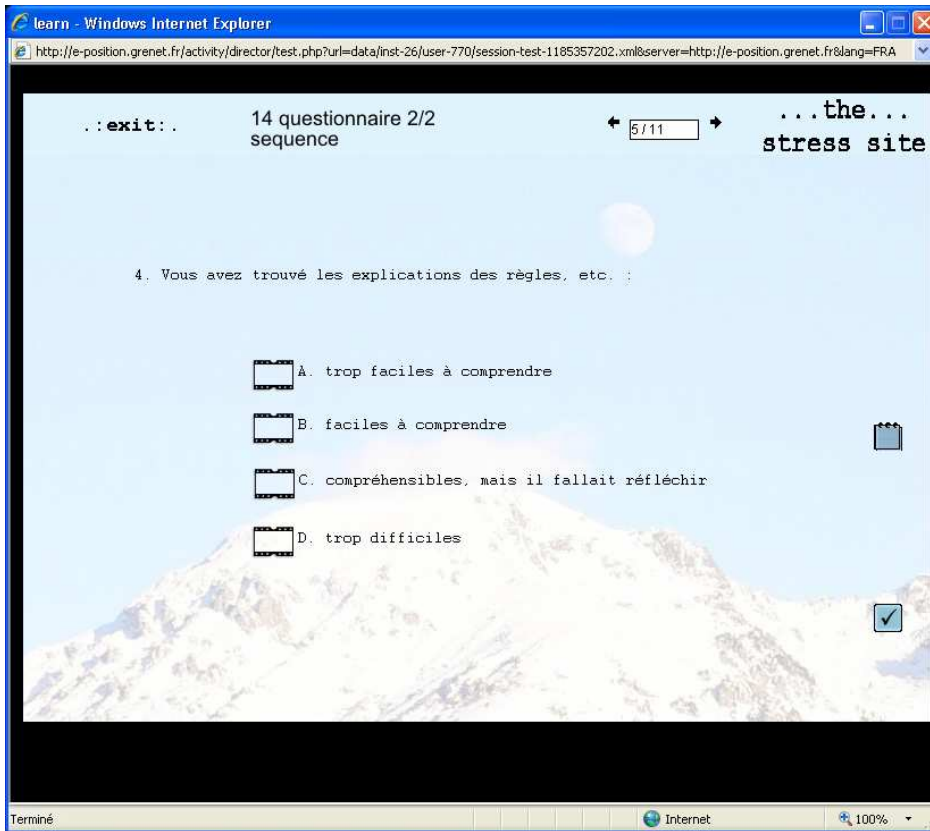 learn - Windows Internet Explorer
http://e-position.grenet.fr/activity/director/test.php?url=data/inst-26/user-770/session-test-1185357202.xml&server=http://e-position.grenet.fr&lang=FRA
.:exit:.
14 questionnaire 2/2
sequence
5/11
...the...
stress site
4. Vous avez trouvé les explications des règles, etc. :
A. trop faciles à comprendre
B. faciles à comprendre
C. compréhensibles, mais il fallait réfléchir
D. trop difficiles
Terminé
Internet
100%